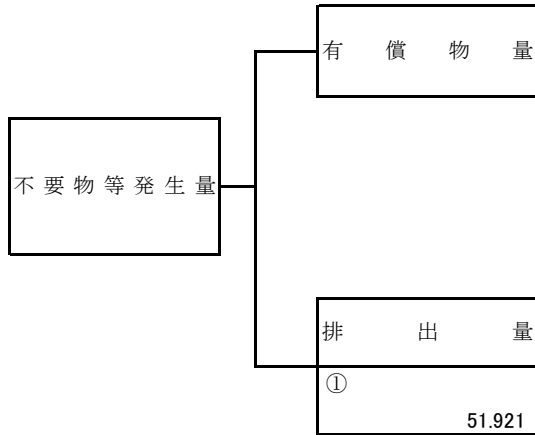 有償物量
不要物等発生量
排出量
①
51.921